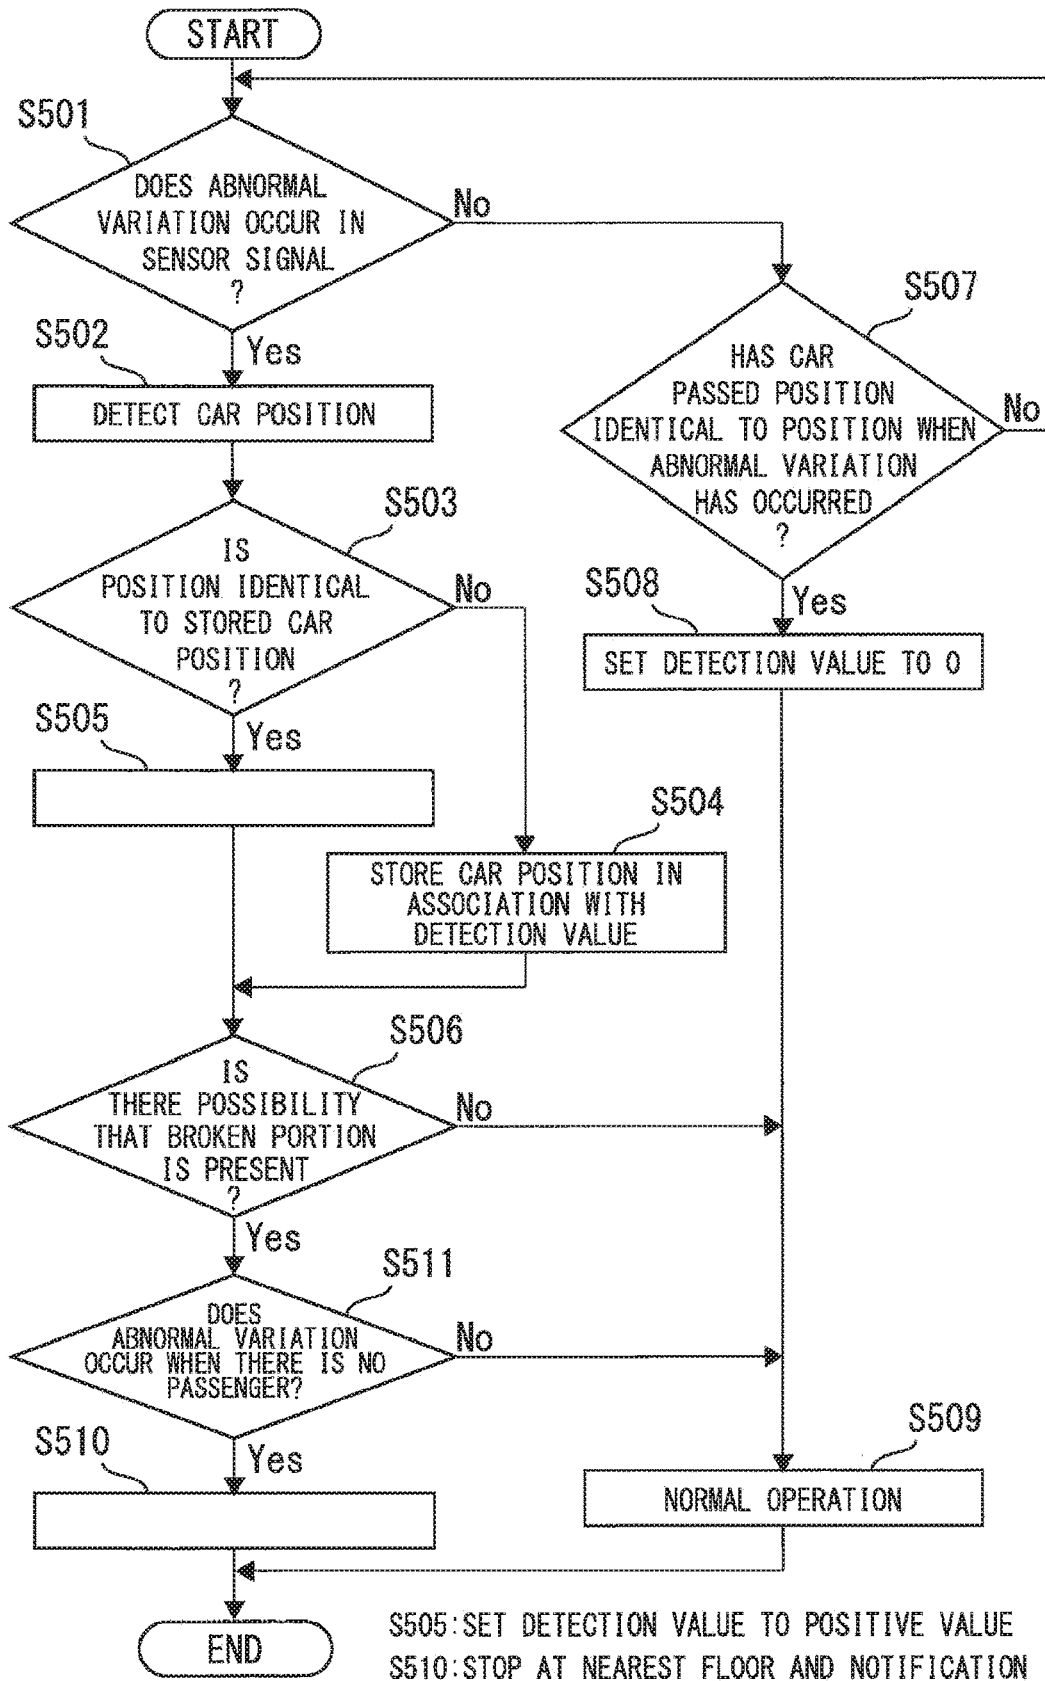 START
S501
DOES ABNORMAL
VARIATION OCCUR IN
SENSOR SIGNAL
?
No
Yes
S502
DETECT CAR POSITION
S507
HAS CAR
PASSED POSITION
IDENTICAL TO POSITION WHEN
ABNORMAL VARIATION
HAS OCCURRED
?
No
Yes
S503
IS
POSITION IDENTICAL
TO STORED CAR
POSITION
?
No
Yes
S508
SET DETECTION VALUE TO 0
S505
S504
STORE CAR POSITION IN
ASSOCIATION WITH
DETECTION VALUE
S506
IS
THERE POSSIBILITY
THAT BROKEN PORTION
IS PRESENT
?
No
Yes
S511
DOES
ABNORMAL VARIATION
OCCUR WHEN THERE IS NO
PASSENGER?
No
Yes
S510
S509
NORMAL OPERATION
END
S505:SET DETECTION VALUE TO POSITIVE VALUE
S510:STOP AT NEAREST FLOOR AND NOTIFICATION